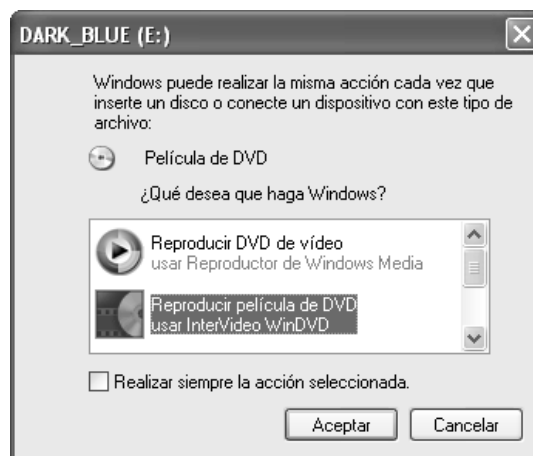 DARK_BLUE (E:)
Windows puede realizar la misma acción cada vez que
inserte un disco o conecte un dispositivo con este tipo de
archivo:
Película de DVD
¿Qué desea que haga Windows?
Reproducir DVD de vídeo
usar Reproductor de Windows Media
Reproducir película de DVD
usar InterVideo WinDVD
Realizar siempre la acción seleccionada.
Aceptar
Cancelar